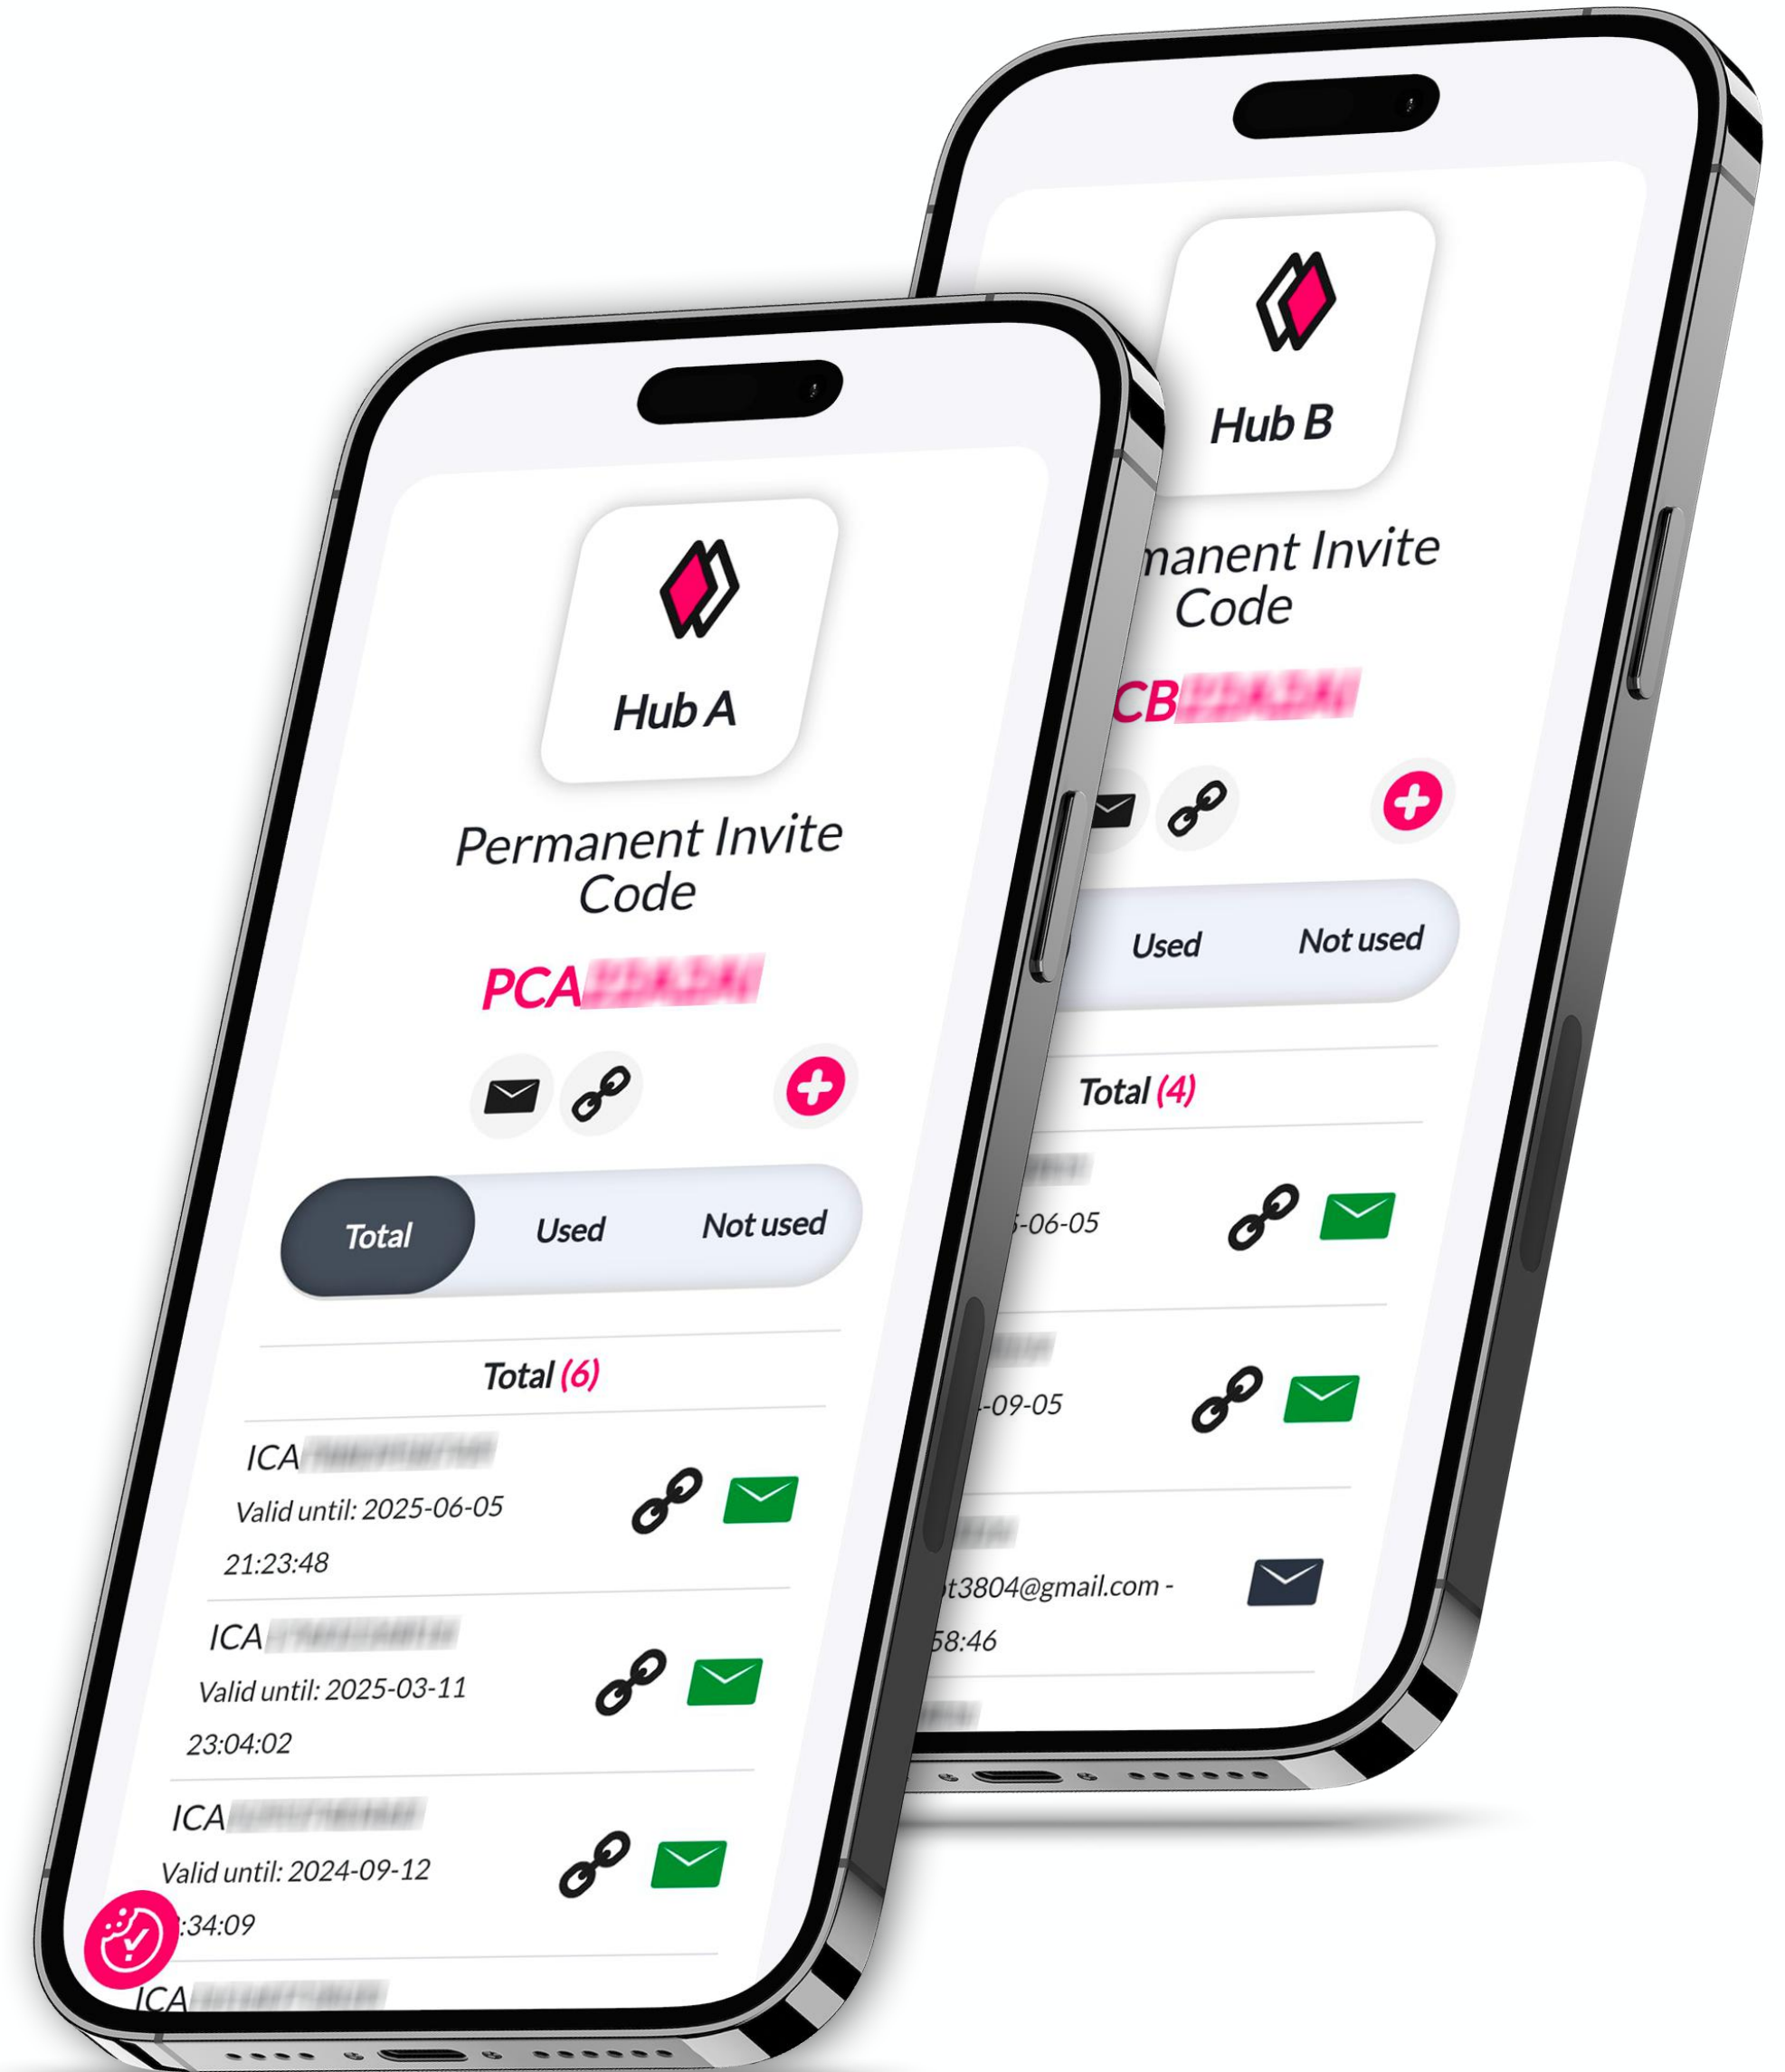 Hub A
Permanent Invite
Code
PCA
Total Used Not used
Total (6)
ICA
Valid until: 2025-06-05
21:23:48
ICA
Valid until: 2025-03-11
23:04:02
ICA
Valid until: 2024-09-12
:34:09
ICA
Hub B
manent Invite
Code
CB
Used Not used
Total (4)
-06-05
-09-05
t3804@gmail.com -
58:46